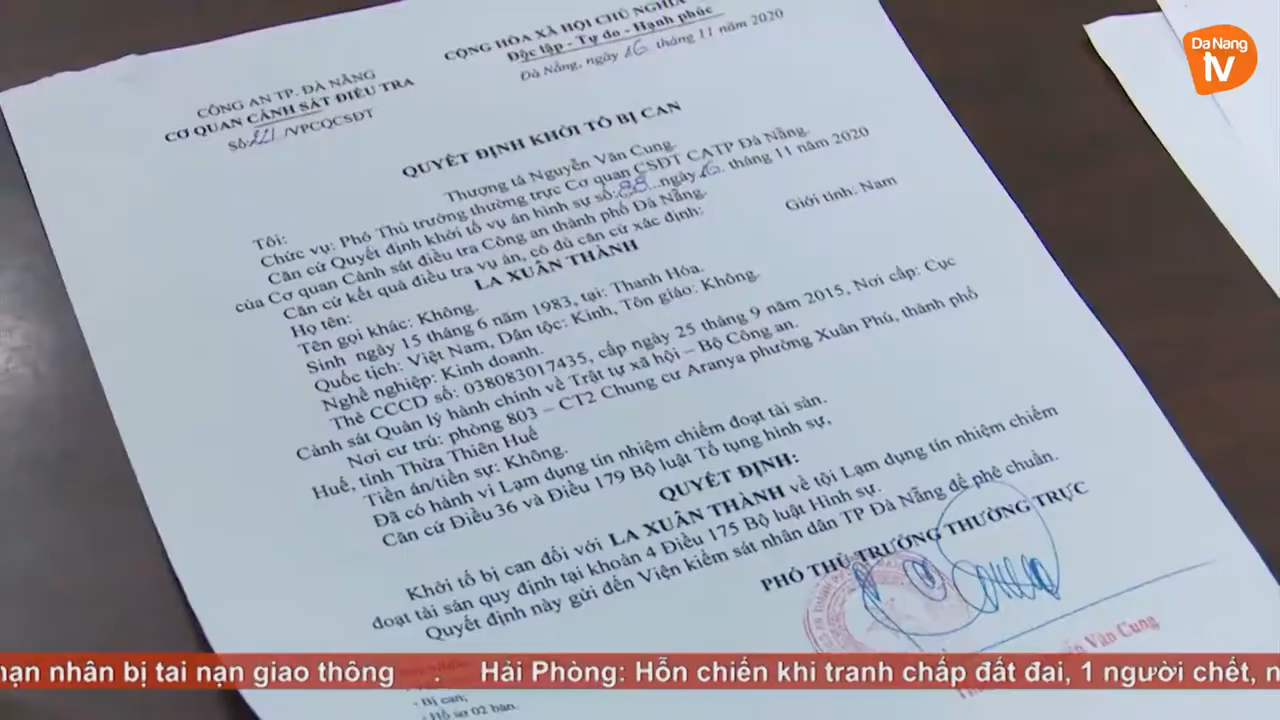 Da Nang
tv
CỘNG HÒA XÃ HỘI CHỦ NGHĨA
Độc lập - Tự do - Hạnh phúc
Đà Nẵng, ngày 16 tháng 11 năm 2020
CÔNG AN TP. ĐÀ NẴNG
CƠ QUAN CẢNH SÁT ĐIỀU TRA
Số: 221 /VPCQCSĐT
QUYẾT ĐỊNH KHỞI TỐ BỊ CAN
Tôi: Thượng tá Nguyễn Văn Cung.
Chức vụ: Phó Thủ trưởng thường trực Cơ quan CSĐT CATP Đà Nẵng.
Căn cứ Quyết định khởi tố vụ án hình sự số: 88 ngày 16 tháng 11 năm 2020
của Cơ quan Cảnh sát điều tra Công an thành phố Đà Nẵng.
Căn cứ kết quả điều tra vụ án, có đủ căn cứ xác định:
Họ tên: LA XUÂN THÀNH Giới tính: Nam
Tên gọi khác: Không.
Sinh ngày 15 tháng 6 năm 1983, tại: Thanh Hóa.
Quốc tịch: Việt Nam, Dân tộc: Kinh, Tôn giáo: Không.
Nghề nghiệp: Kinh doanh.
Thẻ CCCD số: 038083017435, cấp ngày 25 tháng 9 năm 2015, Nơi cấp: Cục
Cảnh sát Quản lý hành chính về Trật tự xã hội – Bộ Công an.
Nơi cư trú: phòng 803 – CT2 Chung cư Aranya phường Xuân Phú, thành phố
Huế, tỉnh Thừa Thiên Huế
Tiền án/tiền sự: Không.
Đã có hành vi Lạm dụng tín nhiệm chiếm đoạt tài sản.
Căn cứ Điều 36 và Điều 179 Bộ luật Tố tụng hình sự,
QUYẾT ĐỊNH:
Khởi tố bị can đối với LA XUÂN THÀNH về tội Lạm dụng tín nhiệm chiếm
đoạt tài sản quy định tại khoản 4 Điều 175 Bộ luật Hình sự.
Quyết định này gửi đến Viện kiểm sát nhân dân TP Đà Nẵng để phê chuẩn.
PHÓ THỦ TRƯỞNG THƯỜNG TRỰC
Văn Cung
nạn nhân bị tai nạn giao thông . Hải Phòng: Hỗn chiến khi tranh chấp đất đai, 1 người chết,
- Bị can;
- Hồ sơ 02 bản.